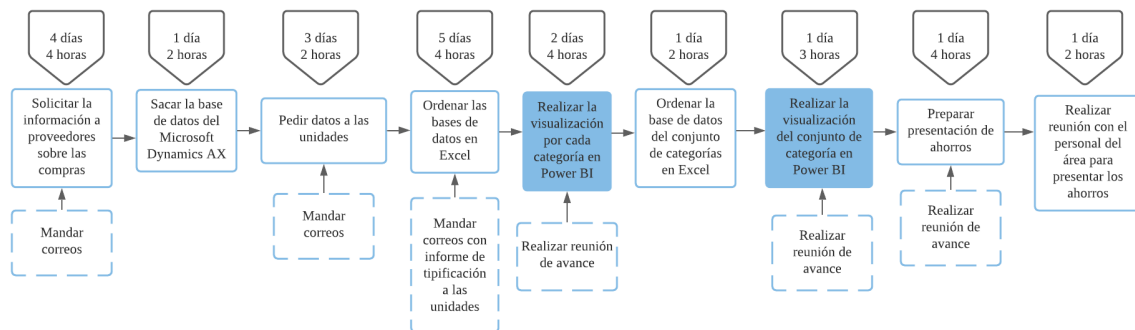 4 días
4 horas
1 día
2 horas
3 días
2 horas
5 días
4 horas
2 días
4 horas
1 día
2 horas
1 día
3 horas
1 día
4 horas
1 día
2 horas
Solicitar la
información a
proveedores
sobre las
compras
Sacar la base
de datos del
Microsoft
Dynamics AX
Pedir datos a las
unidades
Ordenar las
bases de
datos en
Excel
Realizar la
visualización
por cada
categoría en
Power BI
Ordenar la
base de datos
del conjunto
de categorías
en Excel
Realizar la
visualización
del conjunto de
categoría en
Power BI
Preparar
presentación de
ahorros
Realizar
reunión con el
personal del
área para
presentar los
ahorros
Mandar
correos
Mandar
correos
Mandar
correos con
informe de
tipificación
a las
unidades
Realizar reunión
de avance
Realizar
reunión de
avance
Realizar
reunión de
avance